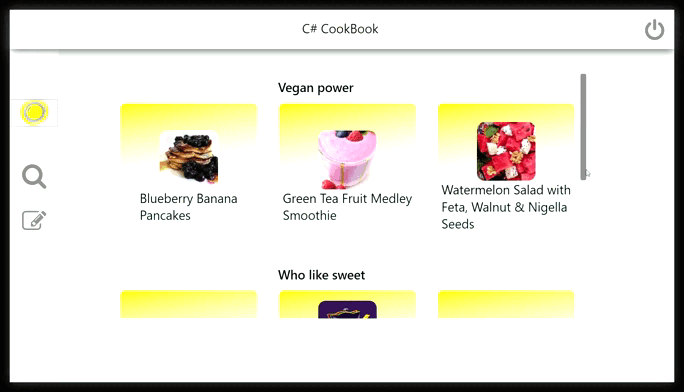 C# CookBook
Vegan power
Blueberry Banana
Pancakes
Green Tea Fruit Medley
Smoothie
Watermelon Salad with
Feta, Walnut & Nigella
Seeds
Who like sweet